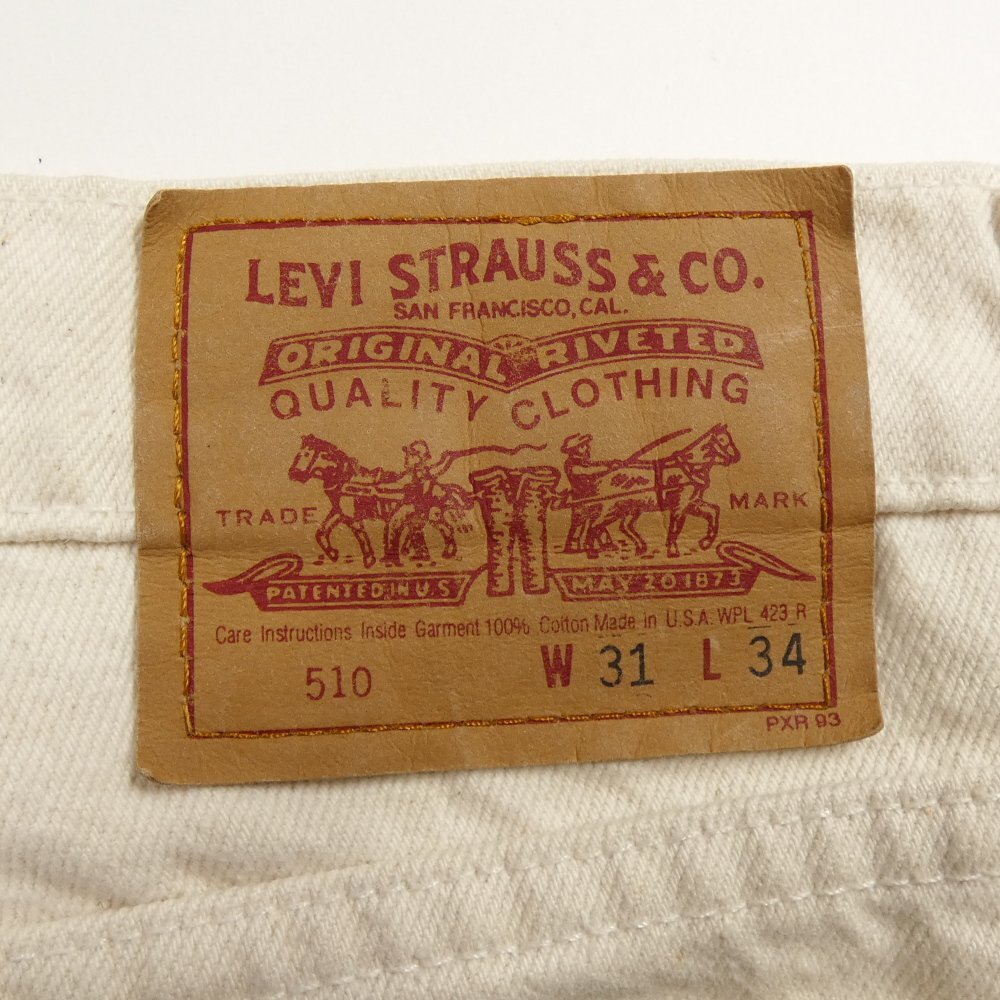 LEVI STRAUSS & CO.
SAN FRANCISCO, CAL.
ORIGINAL RIVETED
QUALITY CLOTHING
TRADE MARK
PATENTED IN U.S. MAY 20 1873
Care Instructions Inside Garment 100% Cotton Made in U.S.A. WPL 423 R
510 W 31 L 34
PXR 93